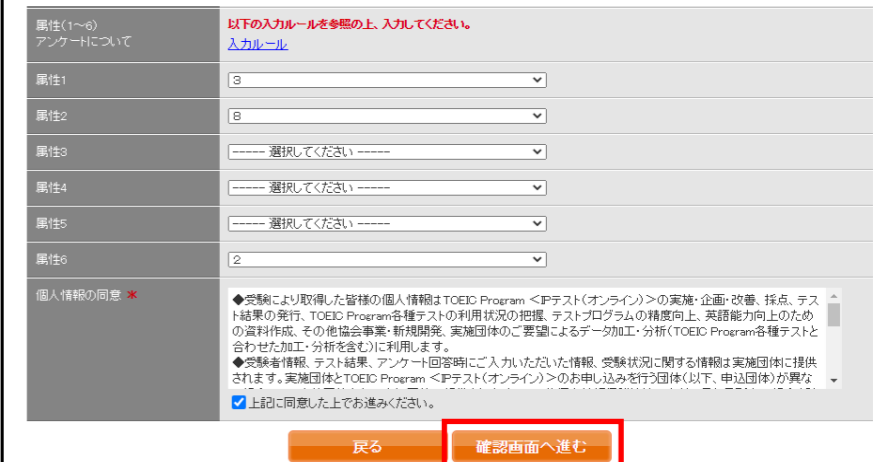 属性(1～6)
アンケートについて
以下の入力ルールを参照の上、入力してください。
入力ルール
属性1
3
属性2
8
属性3
----- 選択してください -----
属性4
----- 選択してください -----
属性5
----- 選択してください -----
属性6
2
個人情報の同意 *
◆受験により取得した皆様の個人情報はTOEIC Program <IPテスト(オンライン)>の実施・企画・改善、採点、テス
ト結果の発行、TOEIC Program各種テストの利用状況の把握、テストプログラムの精度向上、英語能力向上のため
の資料作成、その他協会事業・新規開発、実施団体のご要望によるデータ加工・分析(TOEIC Program各種テストと
合わせた加工・分析を含む)に利用します。
◆受験者情報、テスト結果、アンケート回答時にご入力いただいた情報、受験状況に関する情報は実施団体に提供
されます。実施団体とTOEIC Program <IPテスト(オンライン)>のお申し込みを行う団体(以下、申込団体)が異な
上記に同意した上でお進みください。
戻る
確認画面へ進む